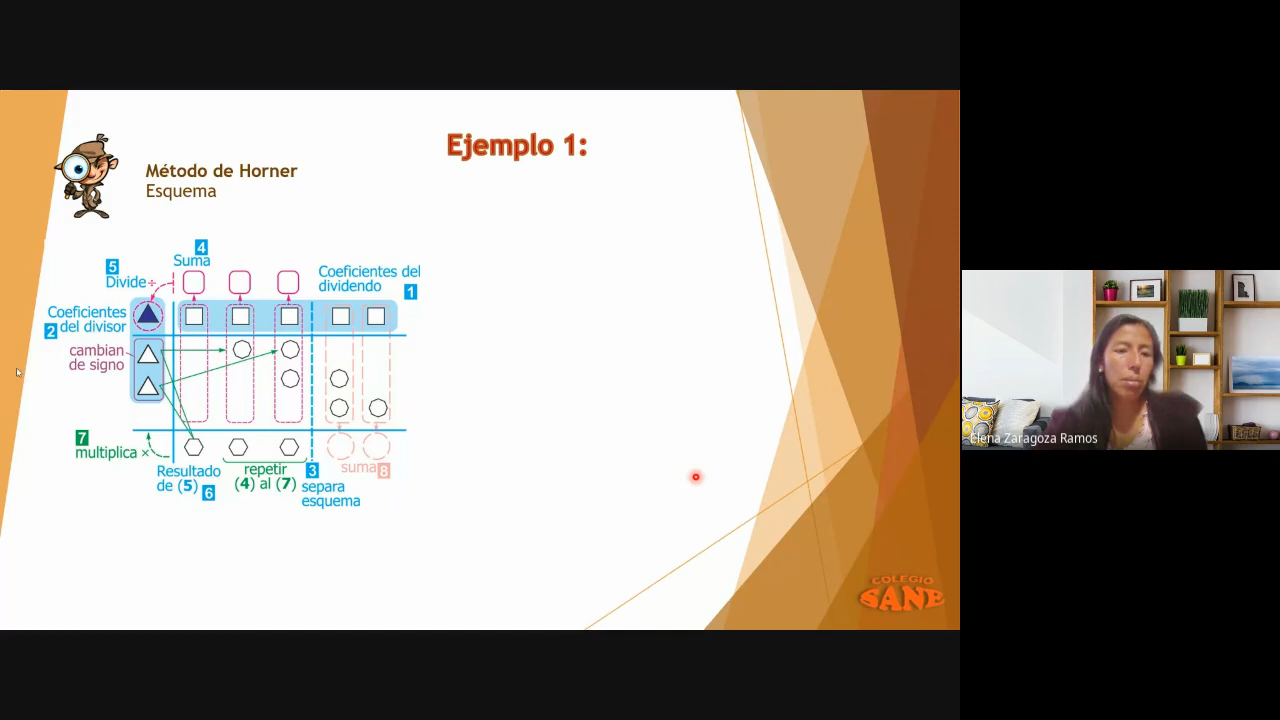 Ejemplo 1:
Método de Horner
Esquema
4
Suma
5
Divide÷
Coeficientes del
dividendo
1
Coeficientes
2 del divisor
cambian
de signo
7
multiplica ×
Resultado
de (5) 6
repetir
(4) al (7)
3
separa
esquema
suma 8
COLEGIO
SANE
Elena Zaragoza Ramos